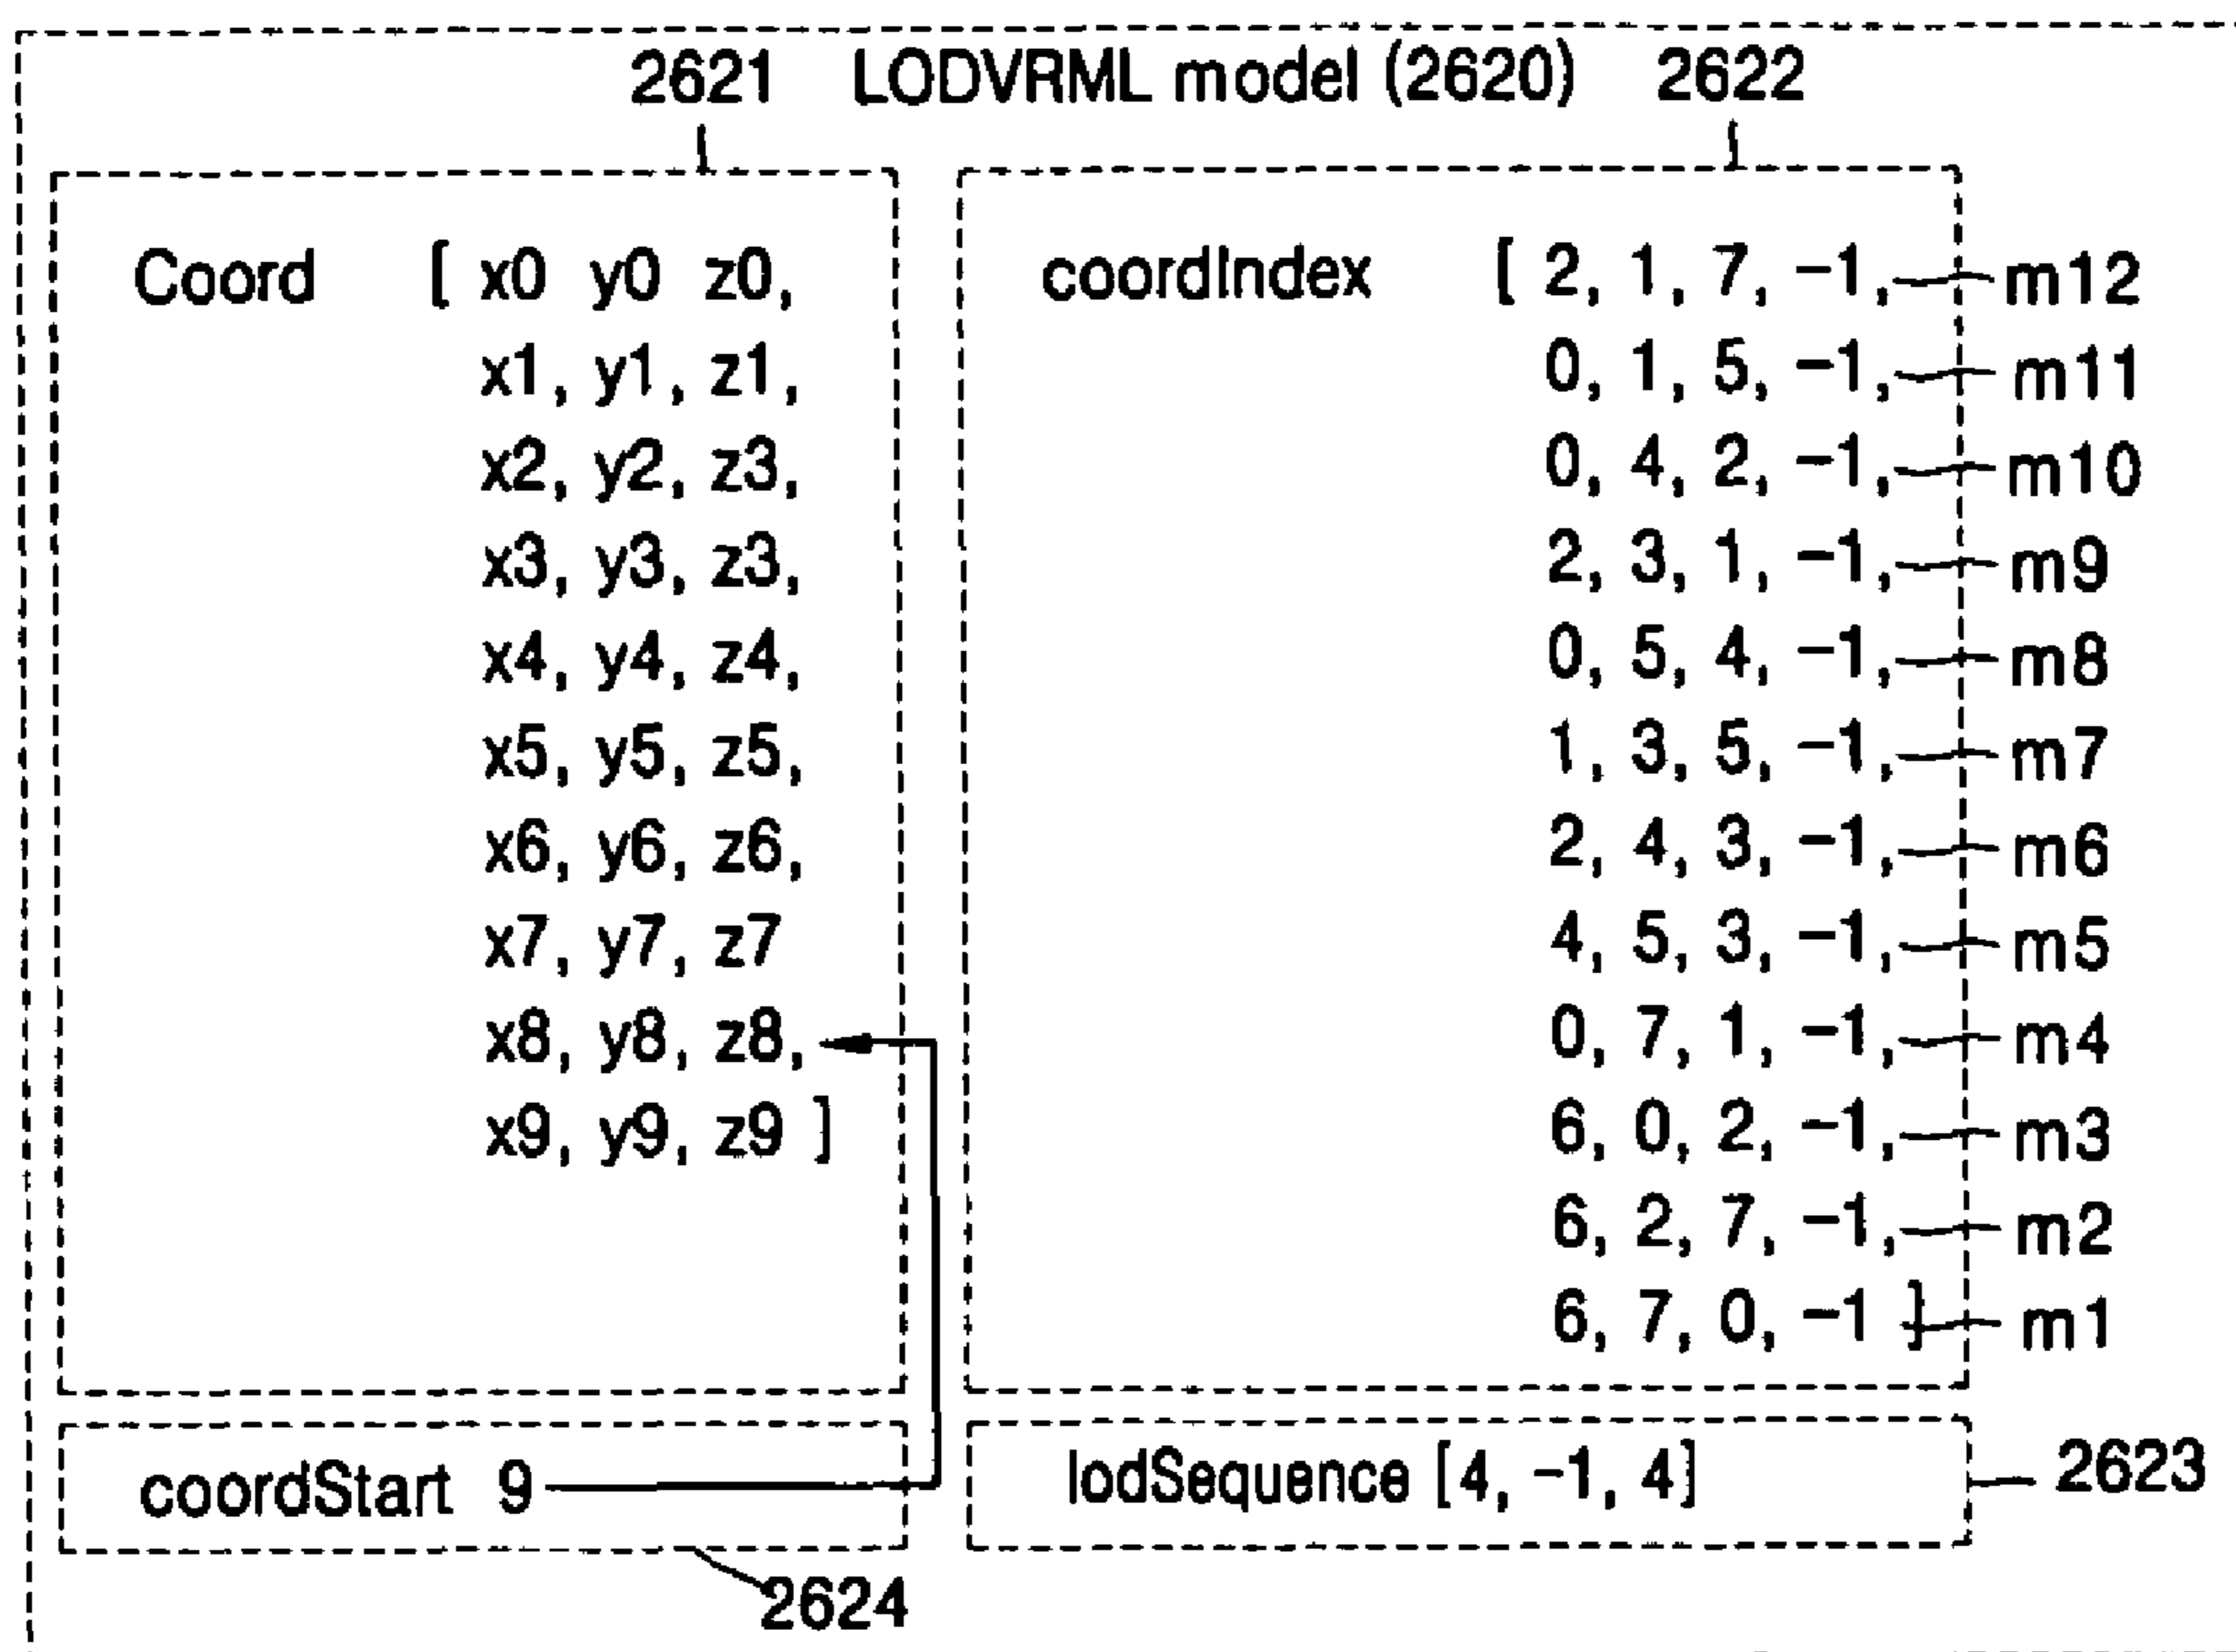 2621 LODVRML model (2620) 2622
Coord [ x0 y0 z0,
x1, y1, z1,
x2, y2, z3,
x3, y3, z3,
x4, y4, z4,
x5, y5, z5,
x6, y6, z6,
x7, y7, z7
x8, y8, z8,
x9, y9, z9 ]
coordIndex [ 2, 1, 7, -1, m12
0, 1, 5, -1, m11
0, 4, 2, -1, m10
2, 3, 1, -1, m9
0, 5, 4, -1, m8
1, 3, 5, -1, m7
2, 4, 3, -1, m6
4, 5, 3, -1, m5
0, 7, 1, -1, m4
6, 0, 2, -1, m3
6, 2, 7, -1, m2
6, 7, 0, -1 ] m1
coordStart 9
lodSequence [4, -1, 4] 2623
2624